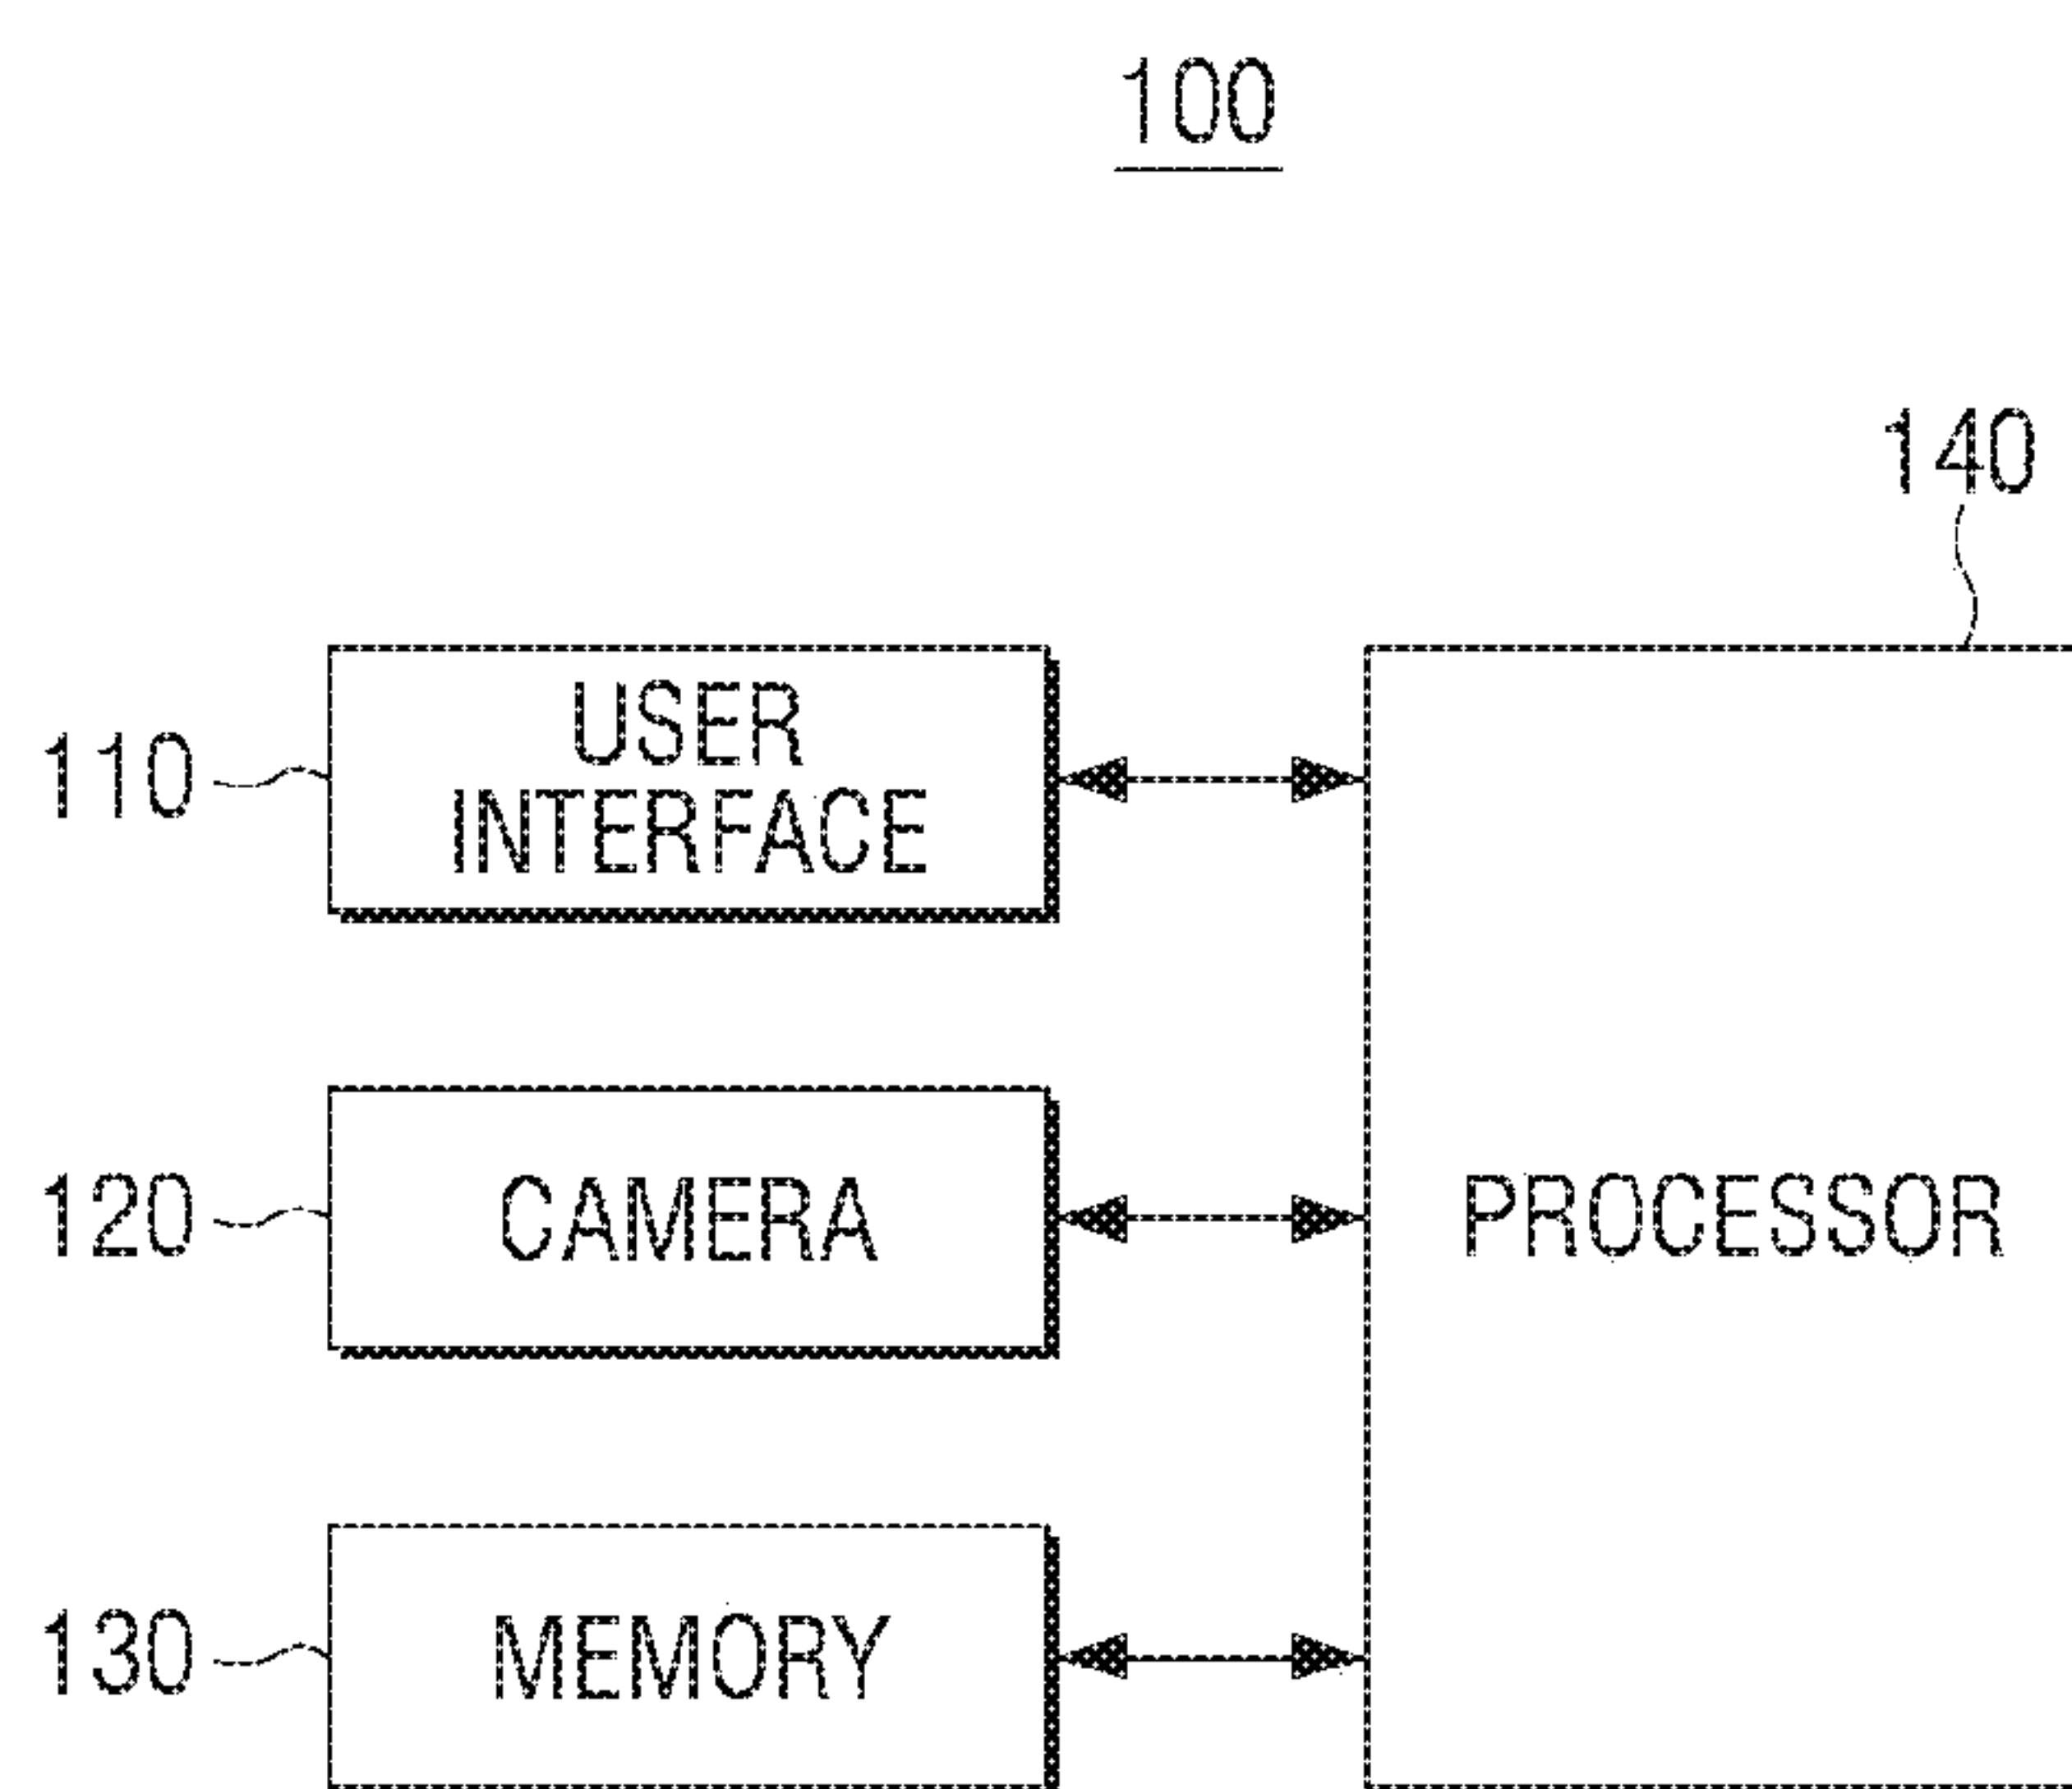 100
140
110
USER
INTERFACE
120
CAMERA
PROCESSOR
130
MEMORY